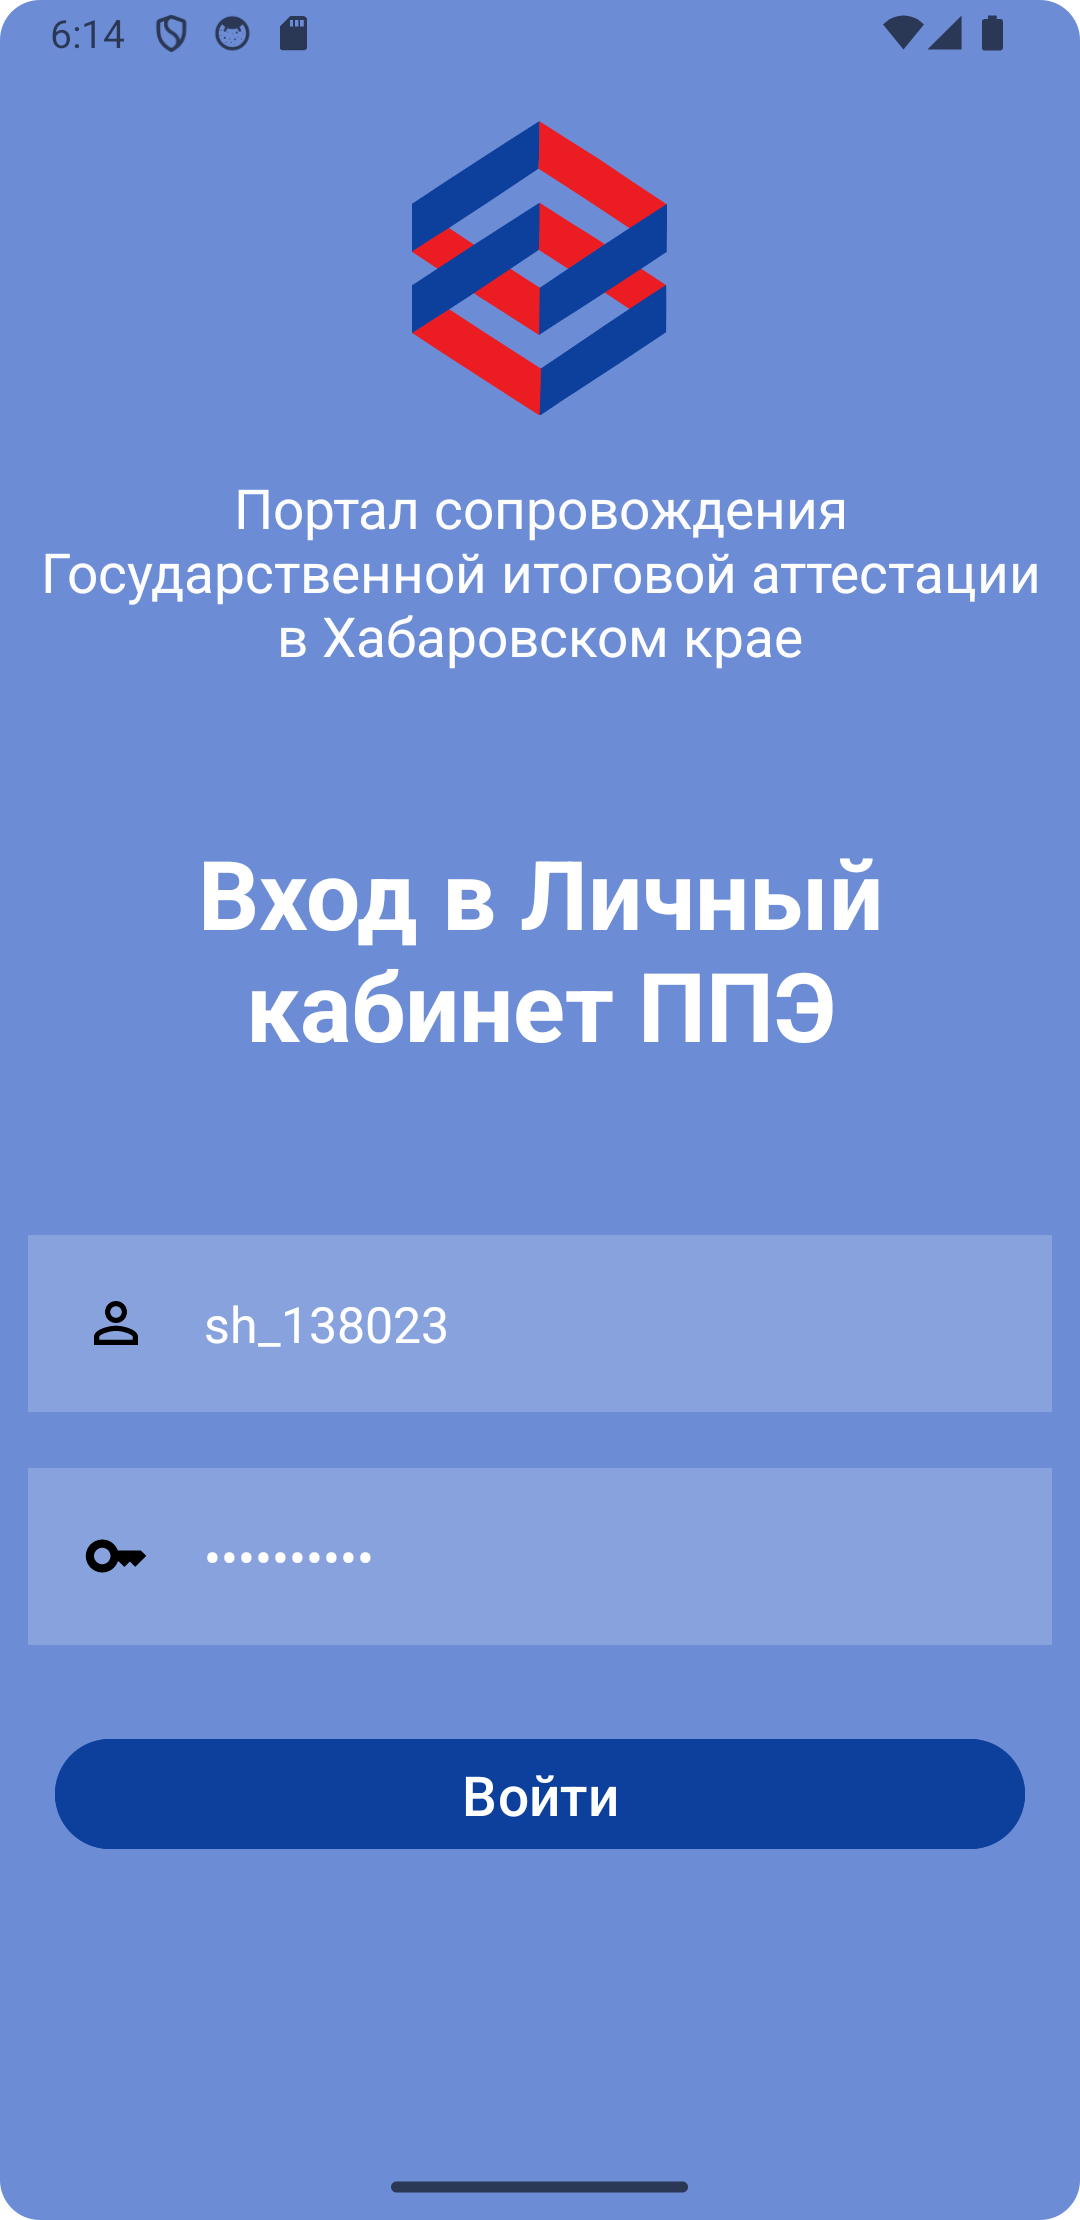 6:14
Портал сопровождения
Государственной итоговой аттестации
в Хабаровском крае
Вход в Личный
кабинет ППЭ
sh_138023
••••••••••
Войти